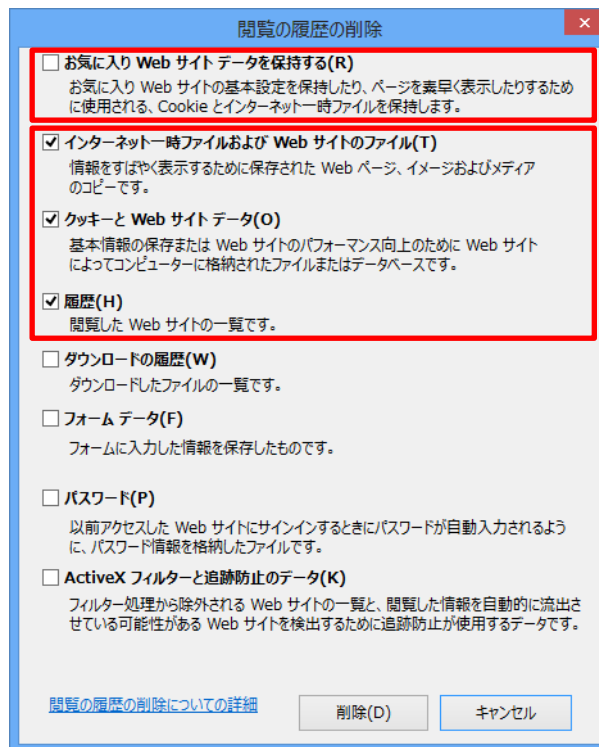 閲覧の履歴の削除
お気に入り Web サイト データを保持する(R)
お気に入り Web サイトの基本設定を保持したり、ページを素早く表示したりするため
に使用される、Cookie とインターネット一時ファイルを保持します。
インターネット一時ファイルおよび Web サイトのファイル(T)
情報をすばやく表示するために保存された Web ページ、イメージおよびメディア
のコピーです。
クッキーと Web サイト データ(O)
基本情報の保存または Web サイトのパフォーマンス向上のために Web サイト
によってコンピューターに格納されたファイルまたはデータベースです。
履歴(H)
閲覧した Web サイトの一覧です。
ダウンロードの履歴(W)
ダウンロードしたファイルの一覧です。
フォーム データ(F)
フォームに入力した情報を保存したものです。
パスワード(P)
以前アクセスした Web サイトにサインインするときにパスワードが自動入力されるよう
に、パスワード情報を格納したファイルです。
ActiveX フィルターと追跡防止のデータ(K)
フィルター処理から除外される Web サイトの一覧と、閲覧した情報を自動的に流出さ
せている可能性がある Web サイトを検出するために追跡防止が使用するデータです。
閲覧の履歴の削除についての詳細
削除(D)
キャンセル